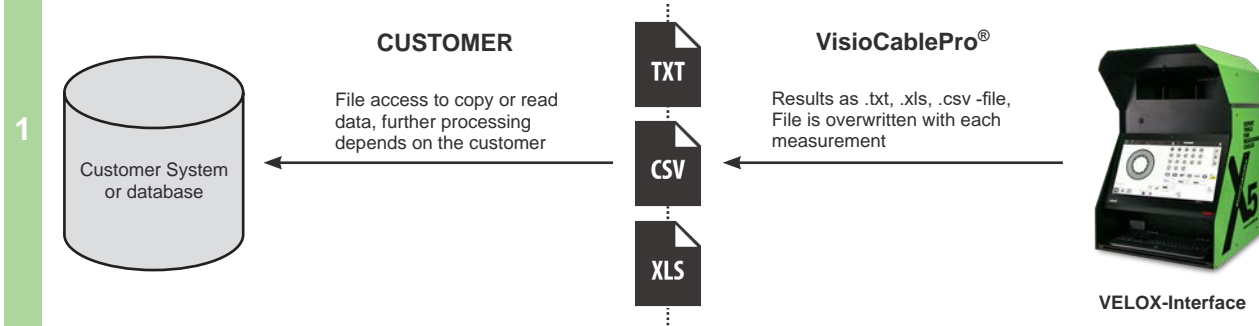 1
Customer System
or database
CUSTOMER
File access to copy or read
data, further processing
depends on the customer
TXT
CSV
XLS
VisioCablePro®
Results as .txt, .xls, .csv -file,
File is overwritten with each
measurement
X5
VELOX-Interface